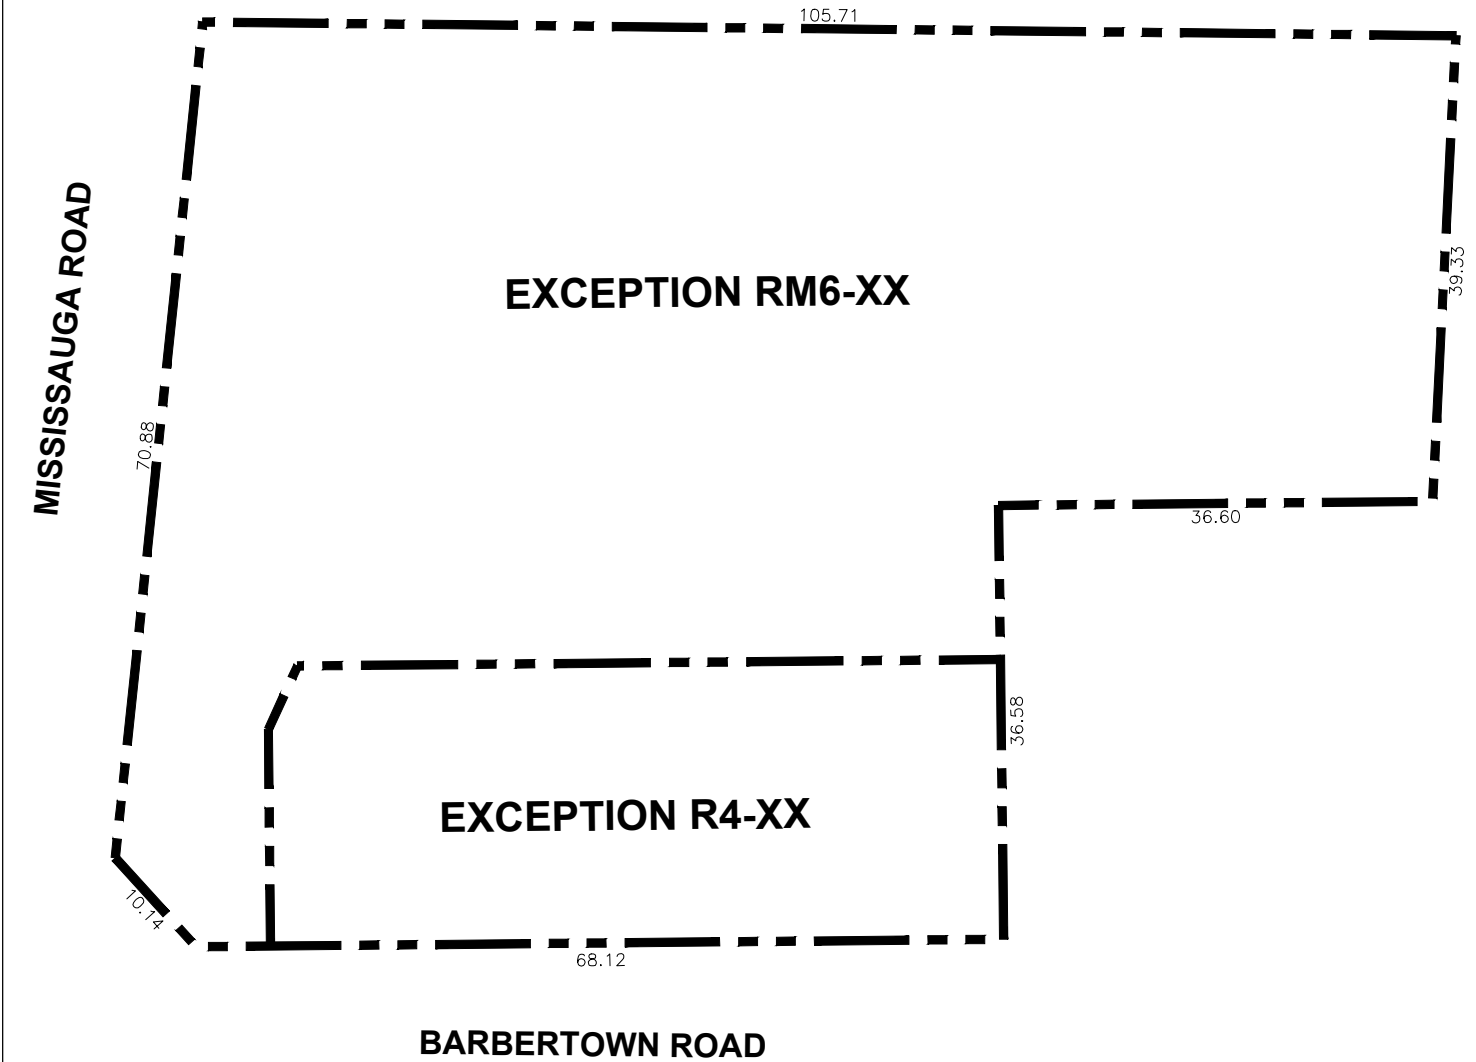 105.71
MISSISSAUGA ROAD
EXCEPTION RM6-XX
39.33
70.88
36.60
36.58
EXCEPTION R4-XX
10.14
68.12
BARBERTOWN ROAD